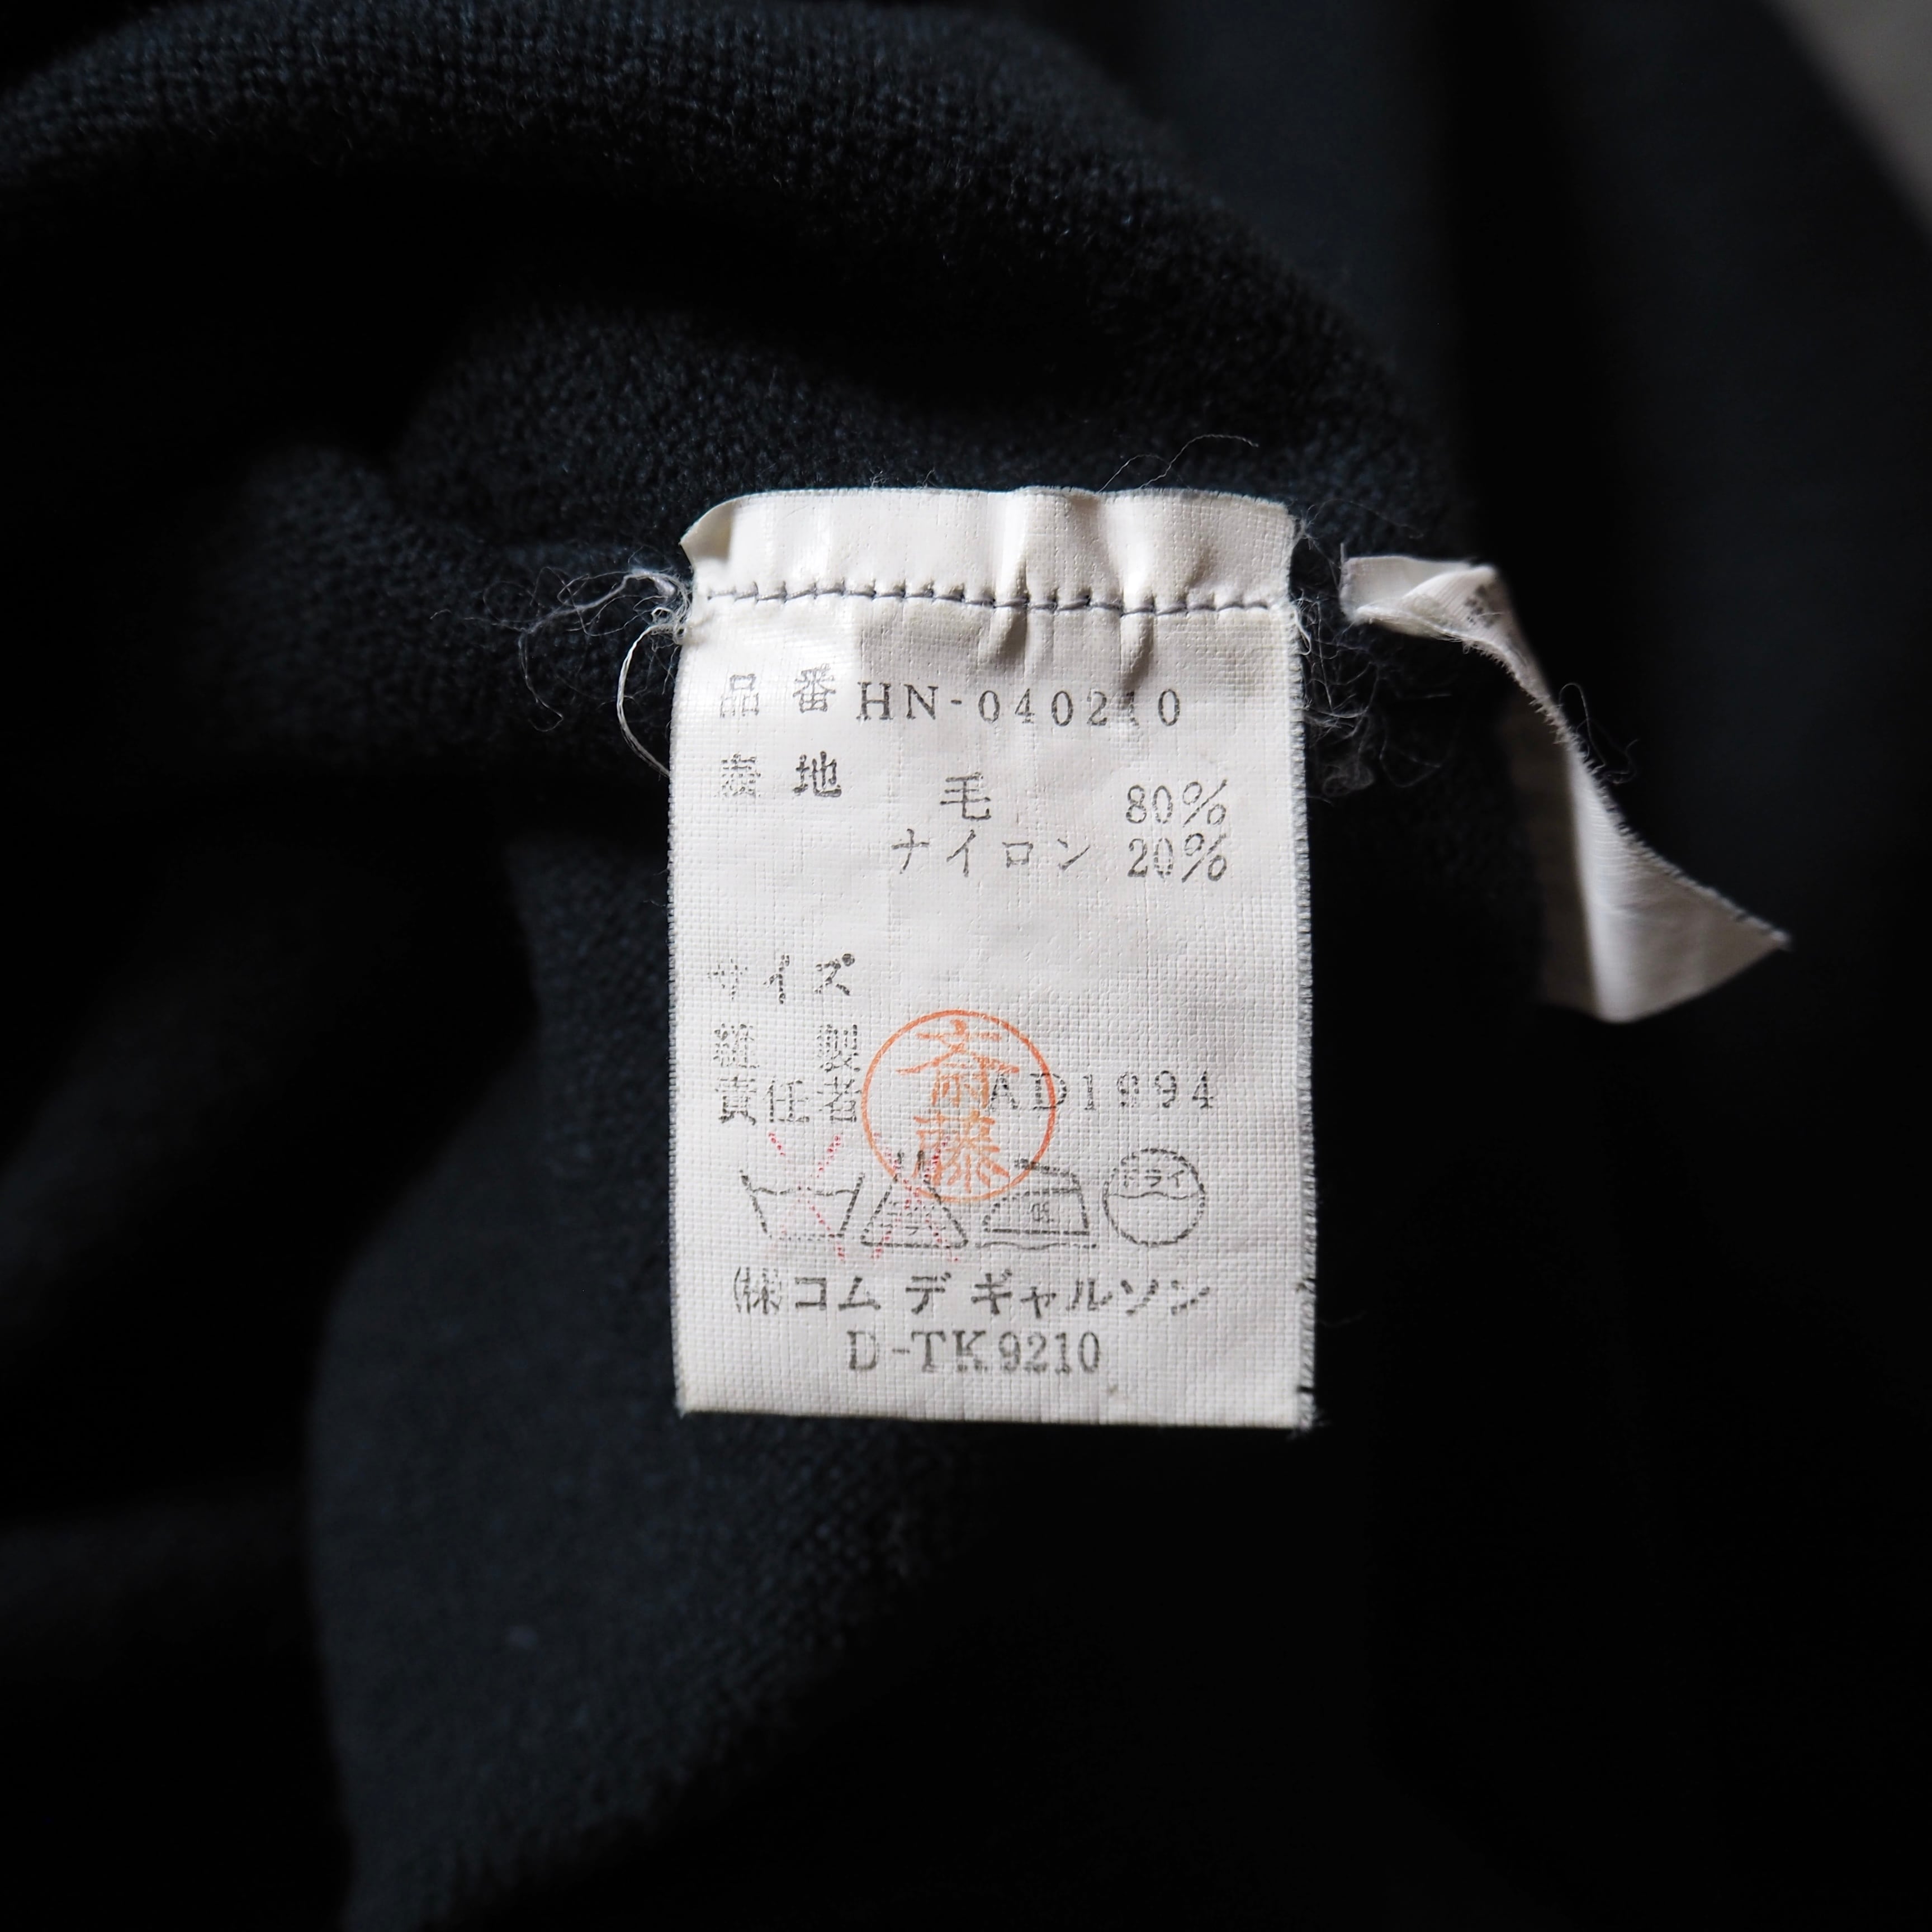 品番 HN-040210
表地 毛 80%
ナイロン 20%
サイズ
縫製
責任者 斎藤 AD1994
ドライ
(株)コム デ ギャルソン
D-TK9210